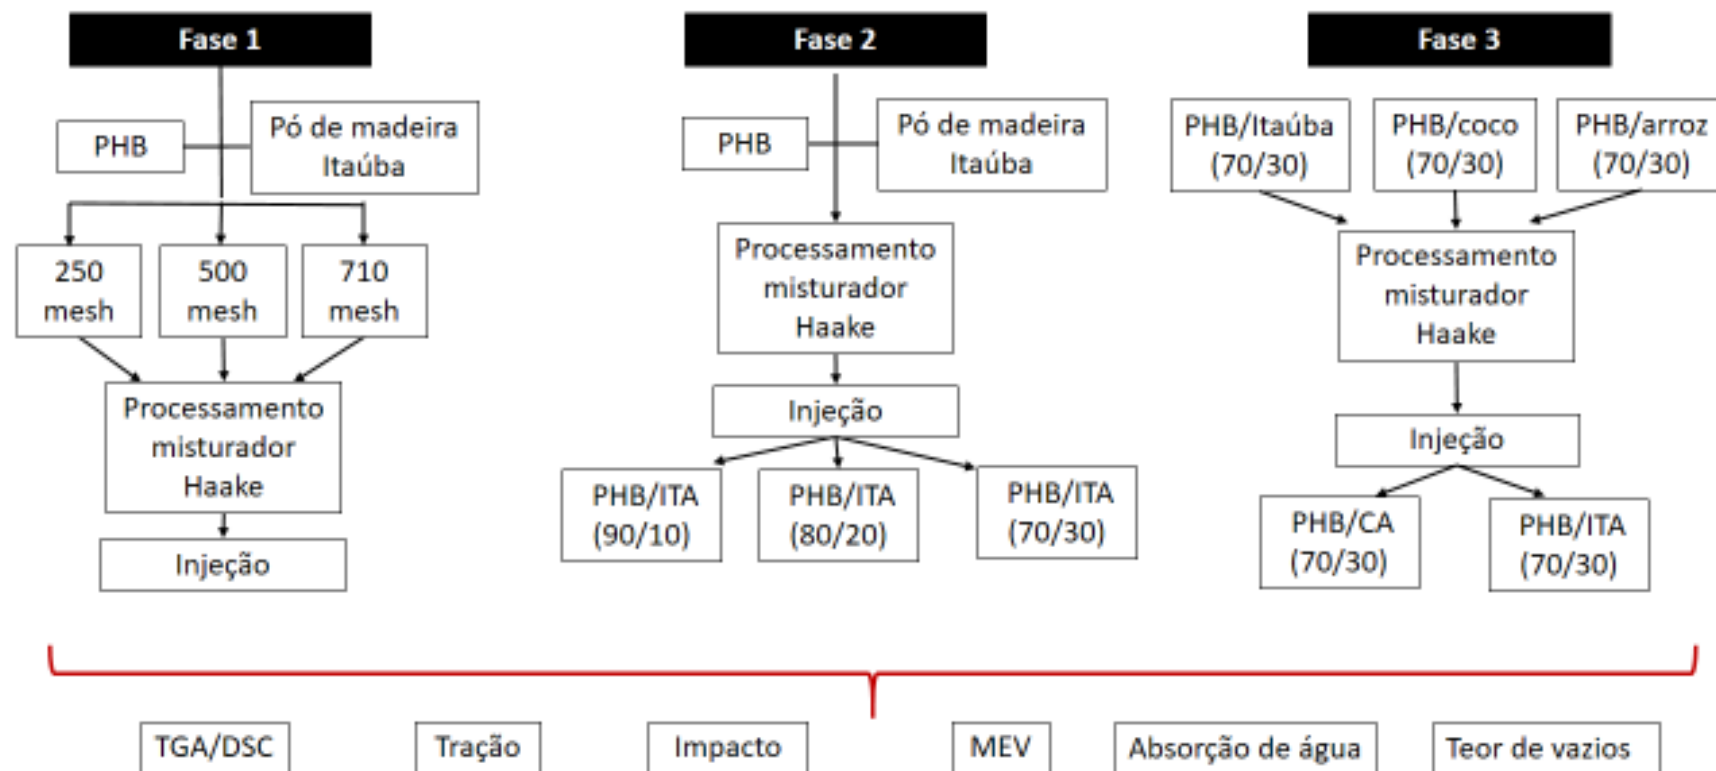 Fase 1
PHB
Pó de madeira
Itaúba
250
mesh
500
mesh
710
mesh
Processamento
misturador
Haake
Injeção
Fase 2
PHB
Pó de madeira
Itaúba
Processamento
misturador
Haake
Injeção
PHB/ITA
(90/10)
PHB/ITA
(80/20)
PHB/ITA
(70/30)
Fase 3
PHB/Itaúba
(70/30)
PHB/coco
(70/30)
PHB/arroz
(70/30)
Processamento
misturador
Haake
Injeção
PHB/CA
(70/30)
PHB/ITA
(70/30)
TGA/DSC
Tração
Impacto
MEV
Absorção de água
Teor de vazios